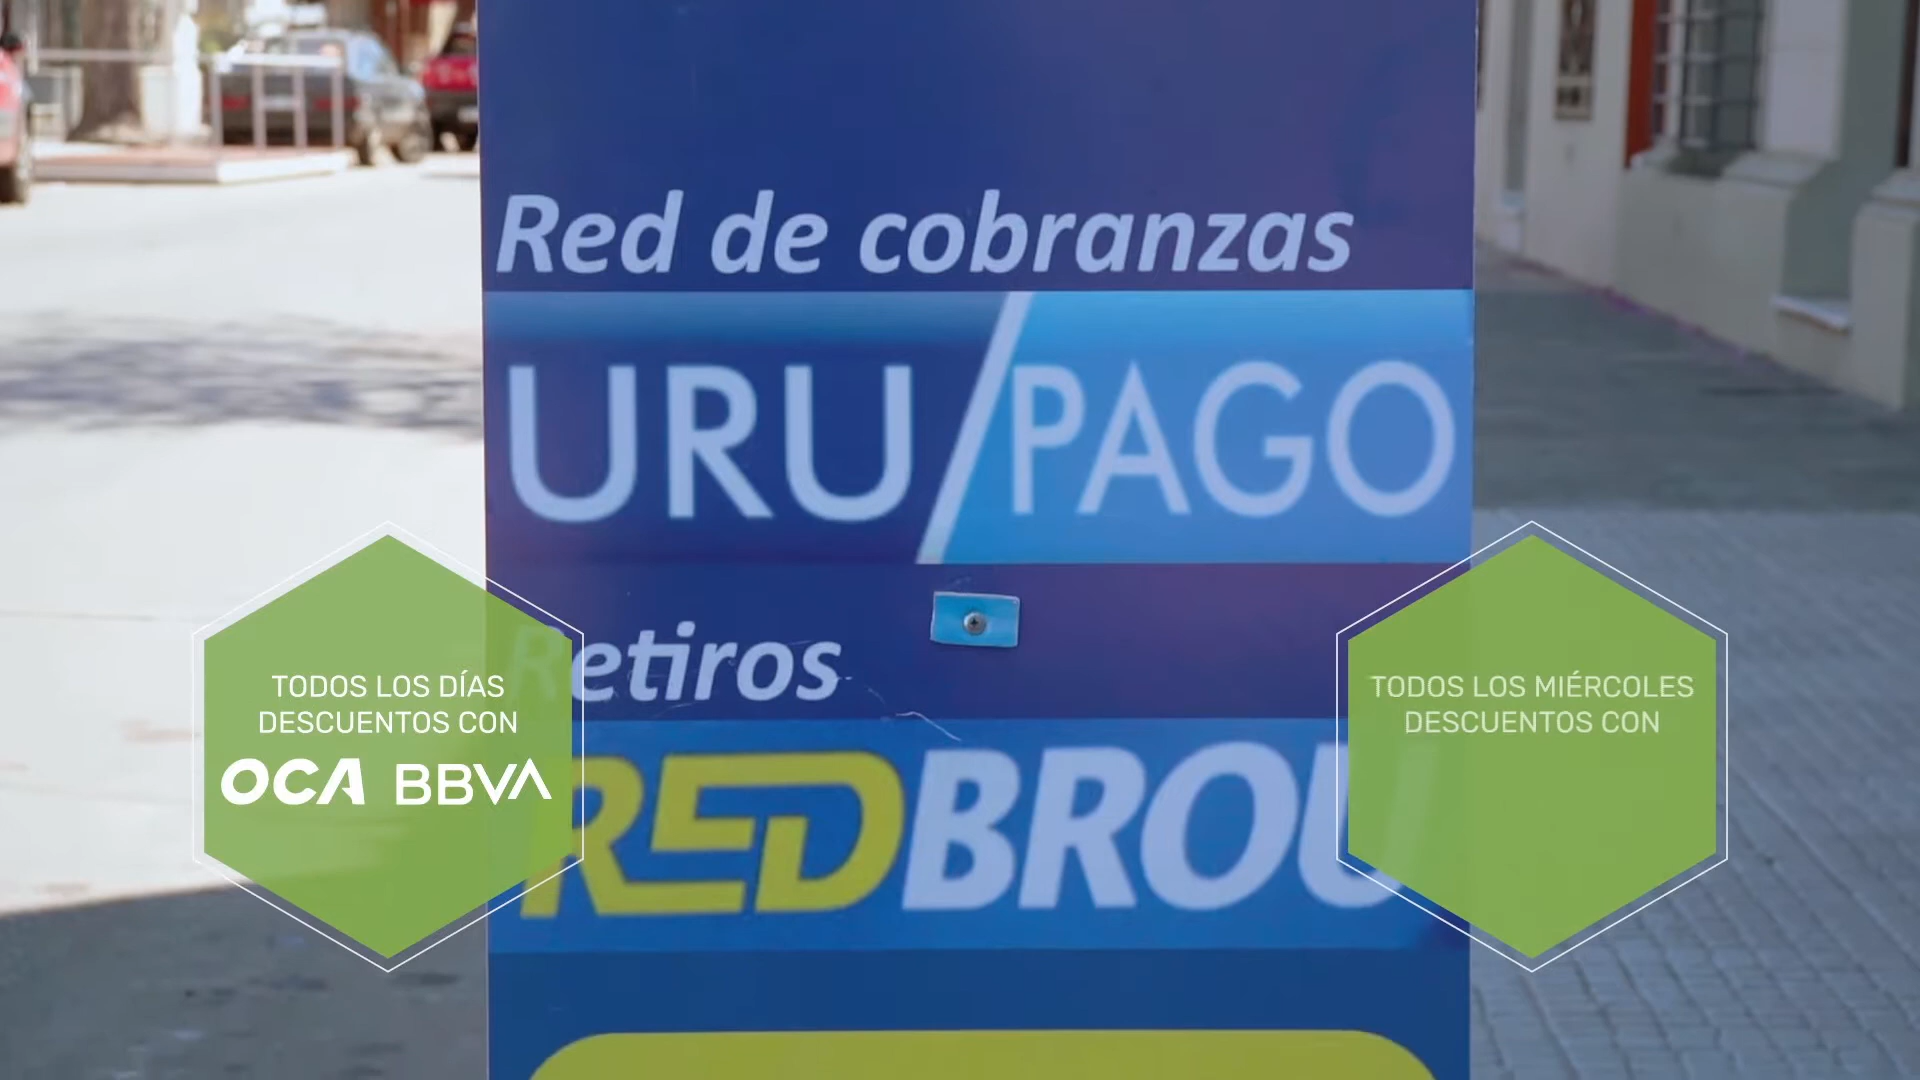 Red de cobranzas
URU/PAGO
Retiros
REDBROU
TODOS LOS DÍAS
DESCUENTOS CON
OCA BBVA
TODOS LOS MIÉRCOLES
DESCUENTOS CON